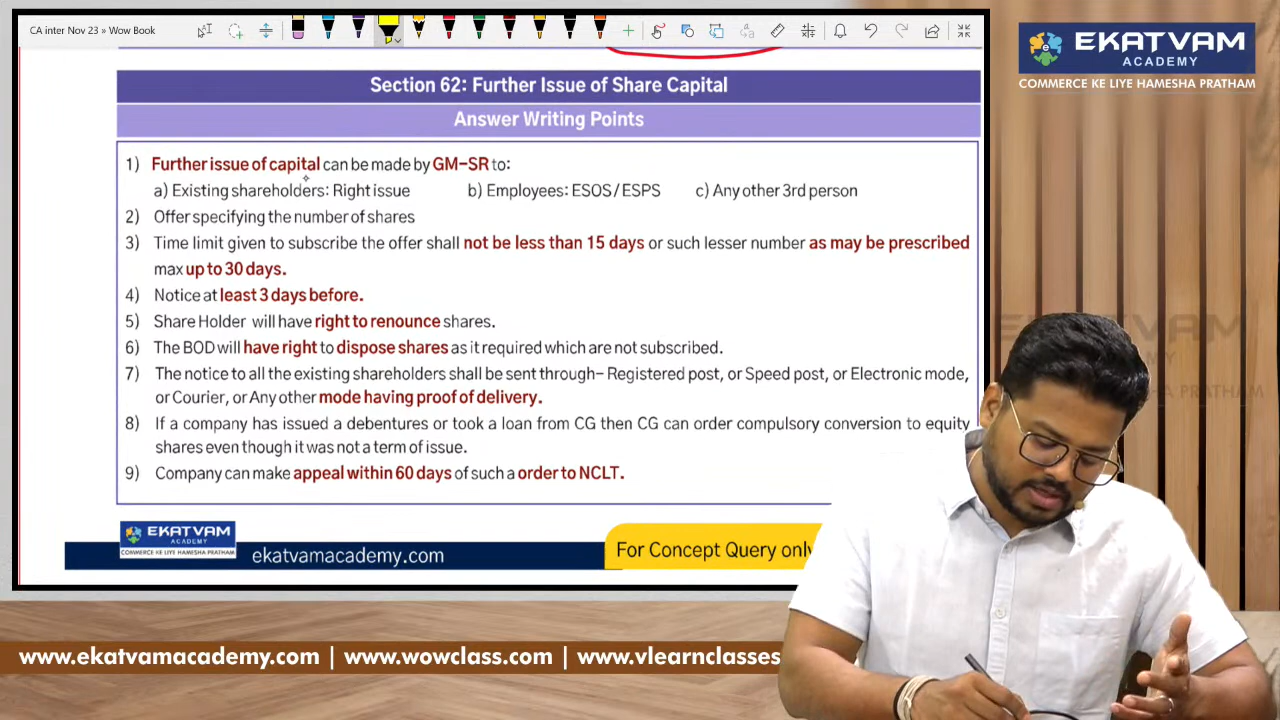 CA inter Nov 23 » Wow Book
EKATVAM
ACADEMY
COMMERCE KE LIYE HAMESHA PRATHAM
Section 62: Further Issue of Share Capital
Answer Writing Points
1) Further issue of capital can be made by GM-SR to:
a) Existing shareholders: Right issue b) Employees: ESOS / ESPS c) Any other 3rd person
2) Offer specifying the number of shares
3) Time limit given to subscribe the offer shall not be less than 15 days or such lesser number as may be prescribed
max up to 30 days.
4) Notice at least 3 days before.
5) Share Holder will have right to renounce shares.
6) The BOD will have right to dispose shares as it required which are not subscribed.
7) The notice to all the existing shareholders shall be sent through- Registered post, or Speed post, or Electronic mode,
or Courier, or Any other mode having proof of delivery.
8) If a company has issued a debentures or took a loan from CG then CG can order compulsory conversion to equity
shares even though it was not a term of issue.
9) Company can make appeal within 60 days of such a order to NCLT.
EKATVAM
ACADEMY
COMMERCE KE LIYE HAMESHA PRATHAM
ekatvamacademy.com
For Concept Query only
www.ekatvamacademy.com | www.wowclass.com | www.vlearnclasses